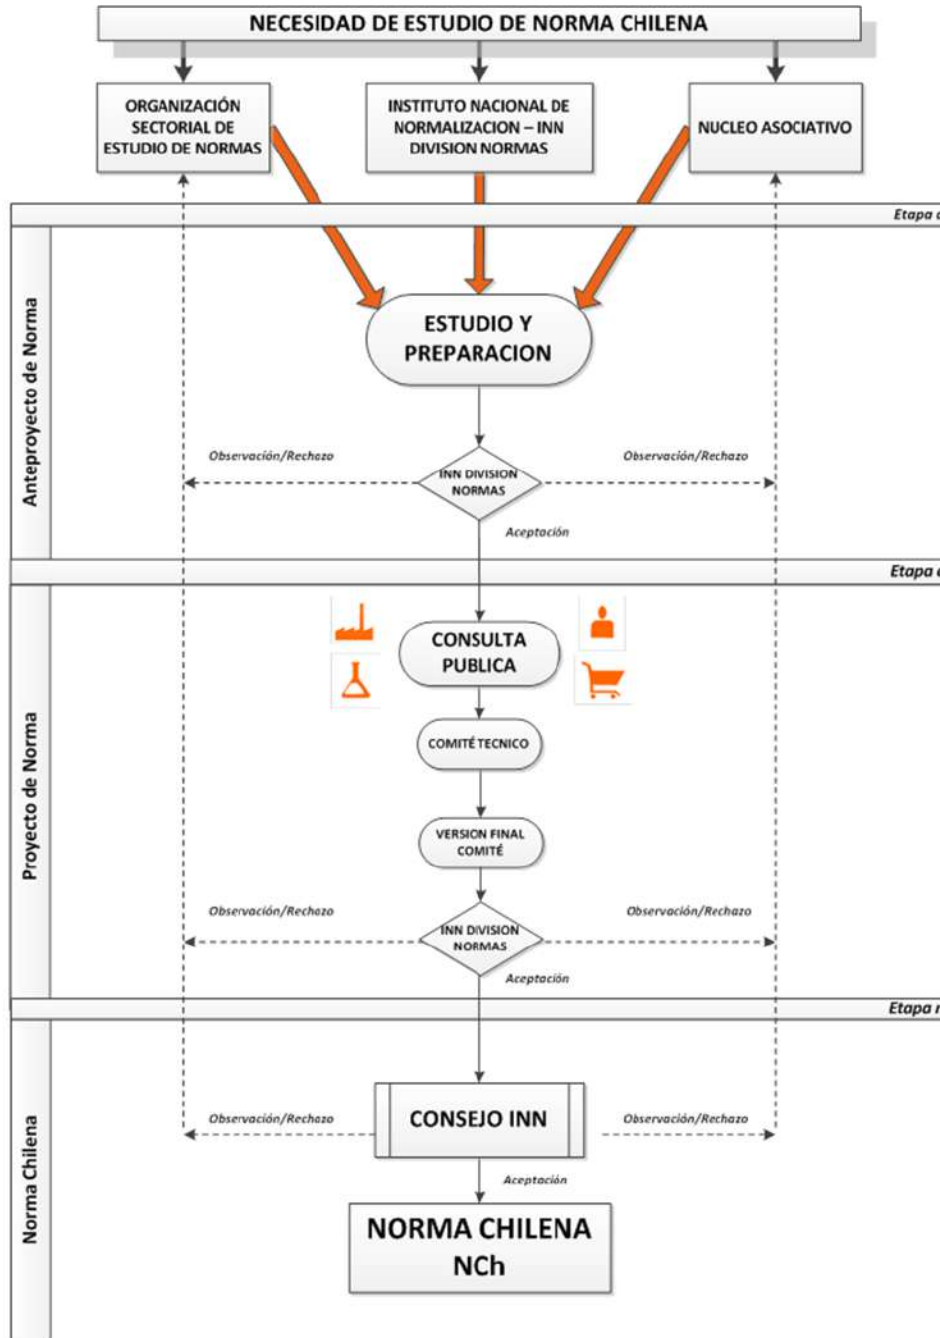 NECESIDAD DE ESTUDIO DE NORMA CHILENA
ORGANIZACIÓN
SECTORIAL DE
ESTUDIO DE NORMAS
INSTITUTO NACIONAL DE
NORMALIZACION – INN
DIVISION NORMAS
NUCLEO ASOCIATIVO
Etapa
Anteproyecto de Norma
ESTUDIO Y
PREPARACION
Observación/Rechazo
Observación/Rechazo
INN DIVISION
NORMAS
Aceptación
Etapa
Proyecto de Norma
CONSULTA
PUBLICA
COMITÉ TECNICO
VERSION FINAL
COMITÉ
Observación/Rechazo
Observación/Rechazo
INN DIVISION
NORMAS
Aceptación
Etapa
Norma Chilena
CONSEJO INN
Observación/Rechazo
Observación/Rechazo
Aceptación
NORMA CHILENA
NCh